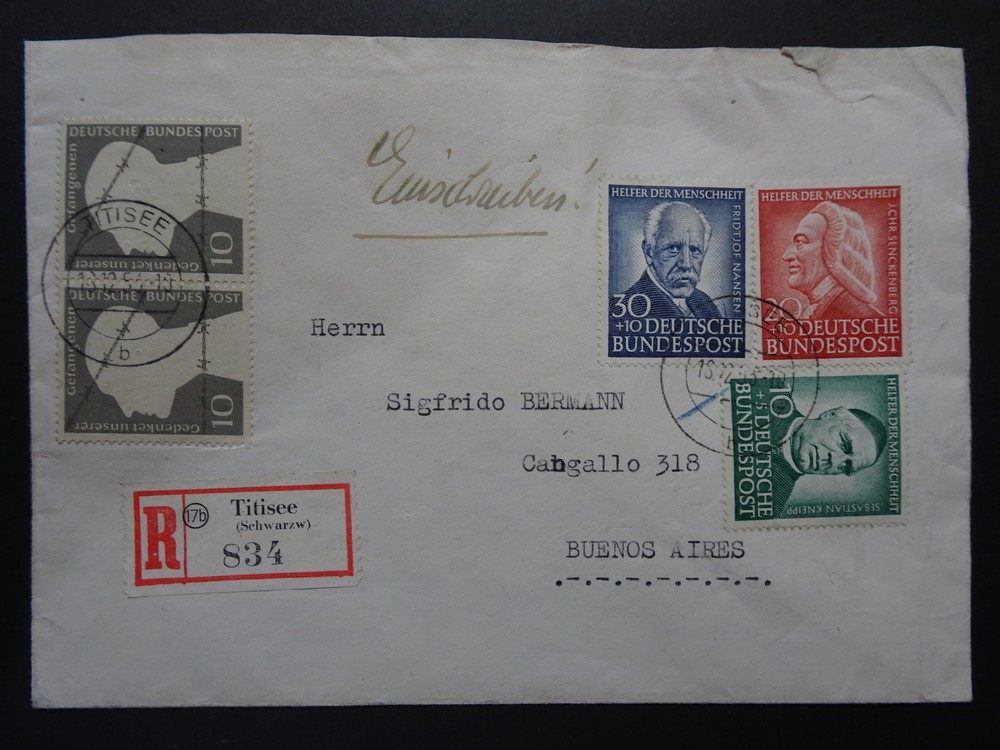 DEUTSCHE BUNDESPOST
Gefangenen
Gedenket unserer
10
DEUTSCHE BUNDESPOST
Gefangenen
Gedenket unserer
10
TITISEE
b
Einschreiben!
HELFER DER MENSCHHEIT
FRIDTJOF NANSEN
30
+10 DEUTSCHE
BUNDESPOST
HELFER DER MENSCHHEIT
J.CHR.SENCKENBERG
20
+10 DEUTSCHE
BUNDESPOST
HELFER DER MENSCHHEIT
SEBASTIAN KNEIPP
10
+5 DEUTSCHE
BUNDESPOST
Herrn
Sigfrido BERMANN
Cangallo 318
BUENOS AIRES
R
17b
Titisee
(Schwarzw)
834